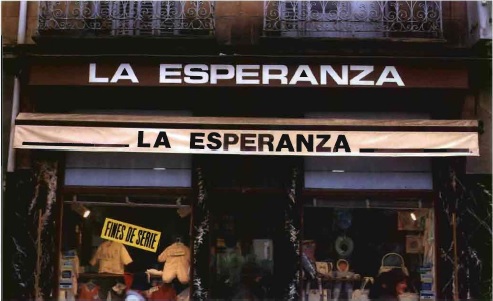 LA ESPERANZA
LA ESPERANZA
FINES DE SERIE